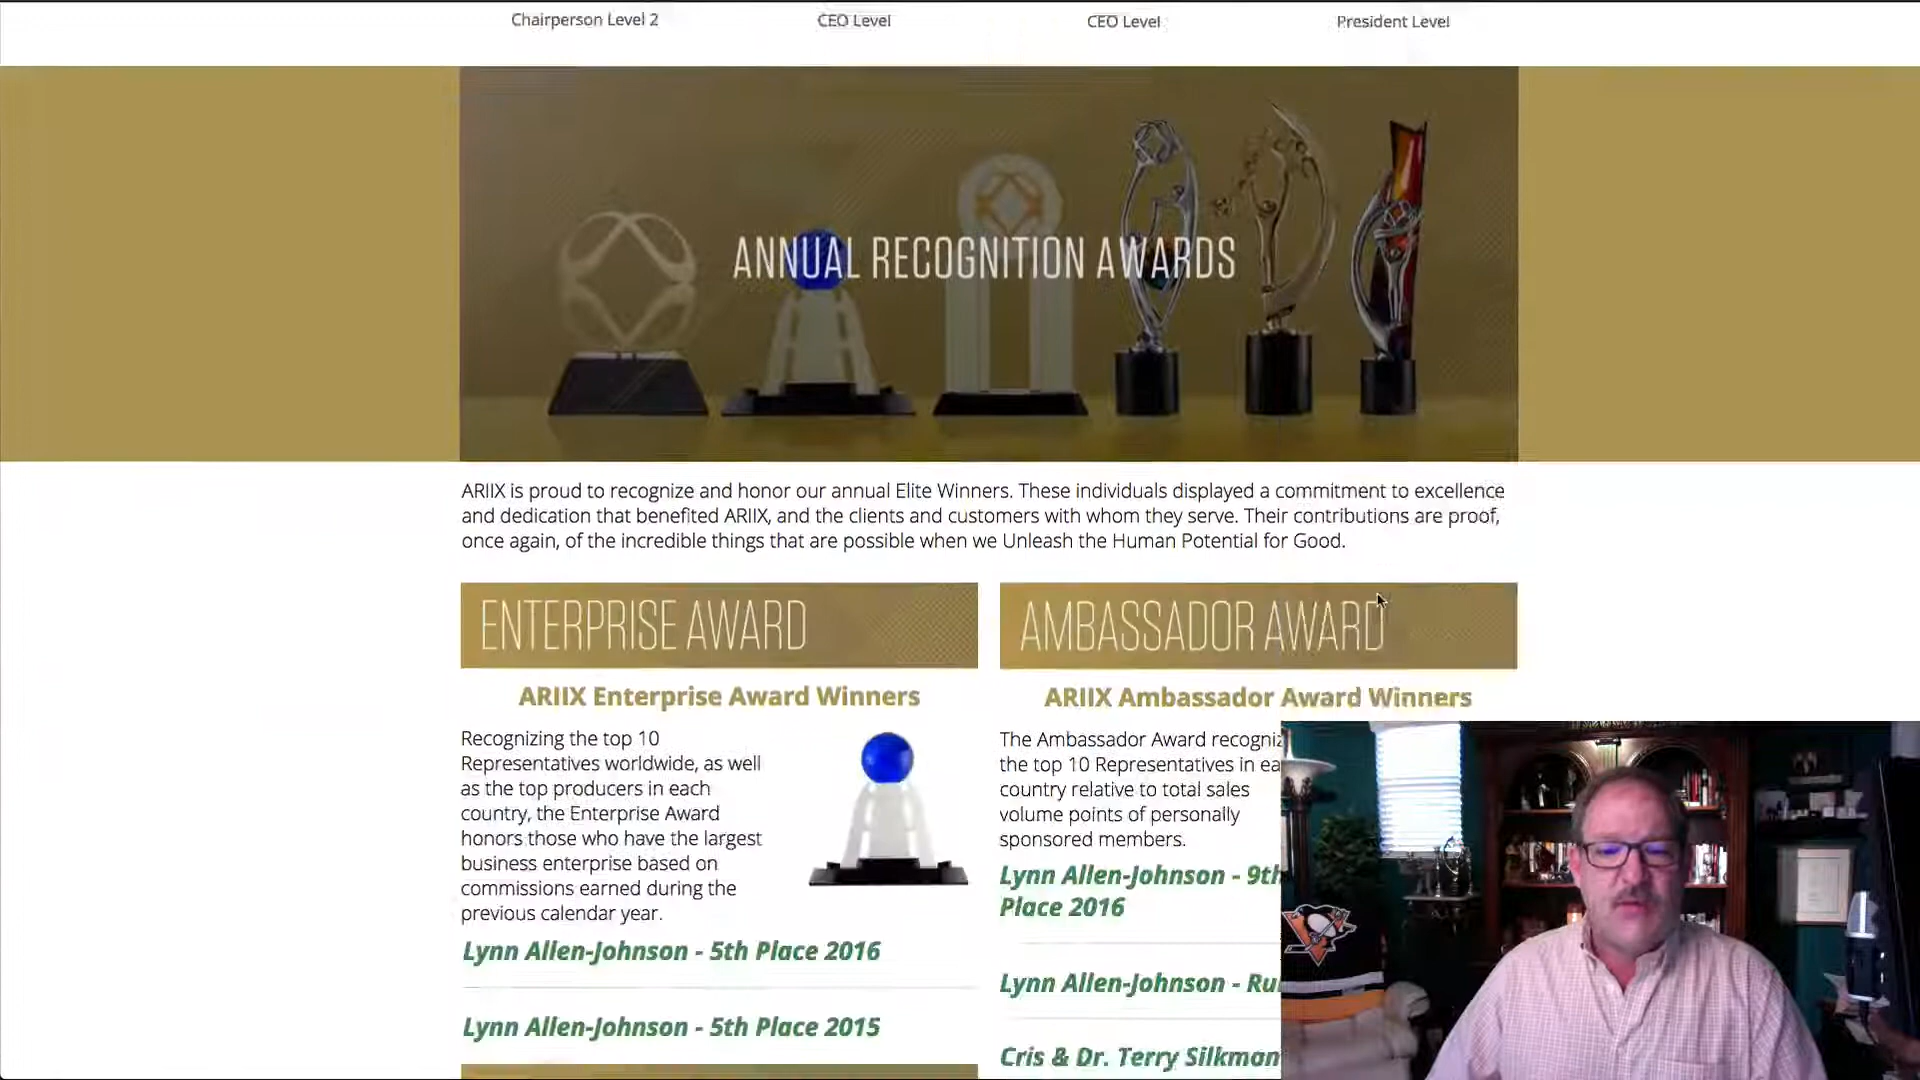 Chairperson Level 2
CEO Level
CEO Level
President Level
ANNUAL RECOGNITION AWARDS
ARIIX is proud to recognize and honor our annual Elite Winners. These individuals displayed a commitment to excellence
and dedication that benefited ARIIX, and the clients and customers with whom they serve. Their contributions are proof,
once again, of the incredible things that are possible when we Unleash the Human Potential for Good.
ENTERPRISE AWARD
ARIIX Enterprise Award Winners
Recognizing the top 10
Representatives worldwide, as well
as the top producers in each
country, the Enterprise Award
honors those who have the largest
business enterprise based on
commissions earned during the
previous calendar year.
Lynn Allen-Johnson - 5th Place 2016
Lynn Allen-Johnson - 5th Place 2015
AMBASSADOR AWARD
ARIIX Ambassador Award Winners
The Ambassador Award
the top 10 Representatives in
country relative to total sales
volume points of personally
sponsored members.
Lynn Allen-Johnson - 9th
Place 2016
Lynn Allen-Johnson -
Cris & Dr. Terry Silkman